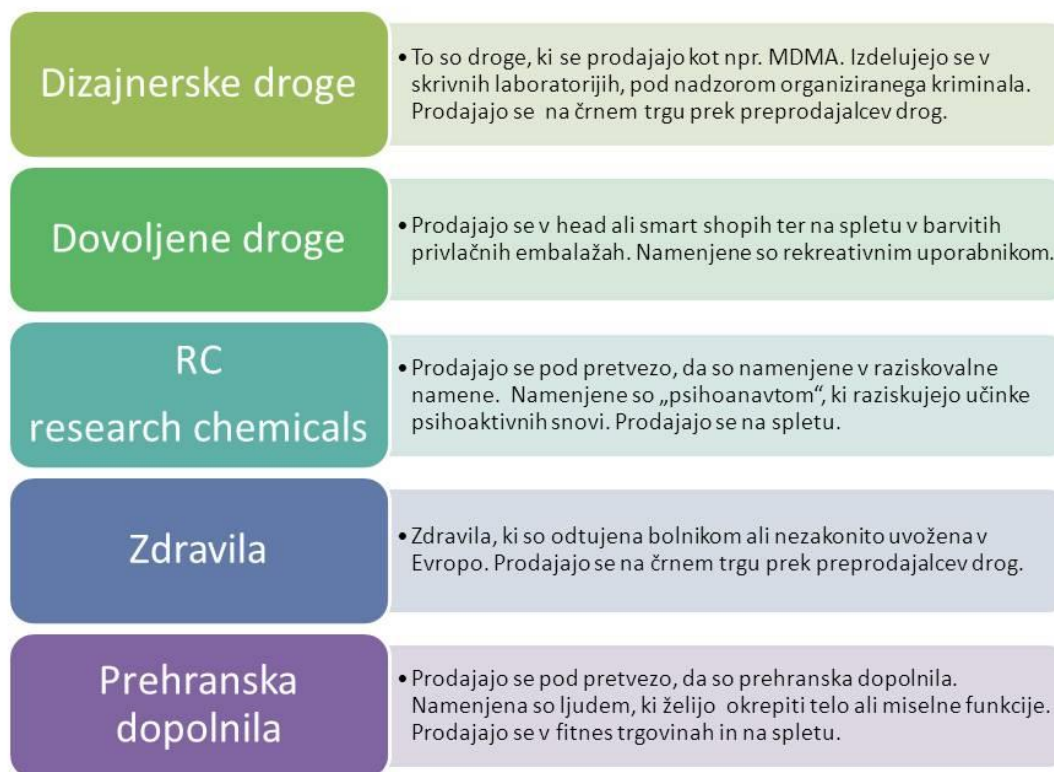 Dizajnerske droge
• To so droge, ki se prodajajo kot npr. MDMA. Izdelujejo se v
skrivnih laboratorijih, pod nadzorom organiziranega kriminala.
Prodajajo se na črnem trgu prek preprodajalcev drog.
Dovoljene droge
• Prodajajo se v head ali smart shopih ter na spletu v barvitih
privlačnih embalažah. Namenjene so rekreativnim uporabnikom.
RC
research chemicals
• Prodajajo se pod pretvezo, da so namenjene v raziskovalne
namene. Namenjene so „psihoanavtom“, ki raziskujejo učinke
psihoaktivnih snovi. Prodajajo se na spletu.
Zdravila
• Zdravila, ki so odtujena bolnikom ali nezakonito uvožena v
Evropo. Prodajajo se na črnem trgu prek preprodajalcev drog.
Prehranska
dopolnila
• Prodajajo se pod pretvezo, da so prehranska dopolnila.
Namenjena so ljudem, ki želijo okrepiti telo ali miselne funkcije.
Prodajajo se v fitnes trgovinah in na spletu.